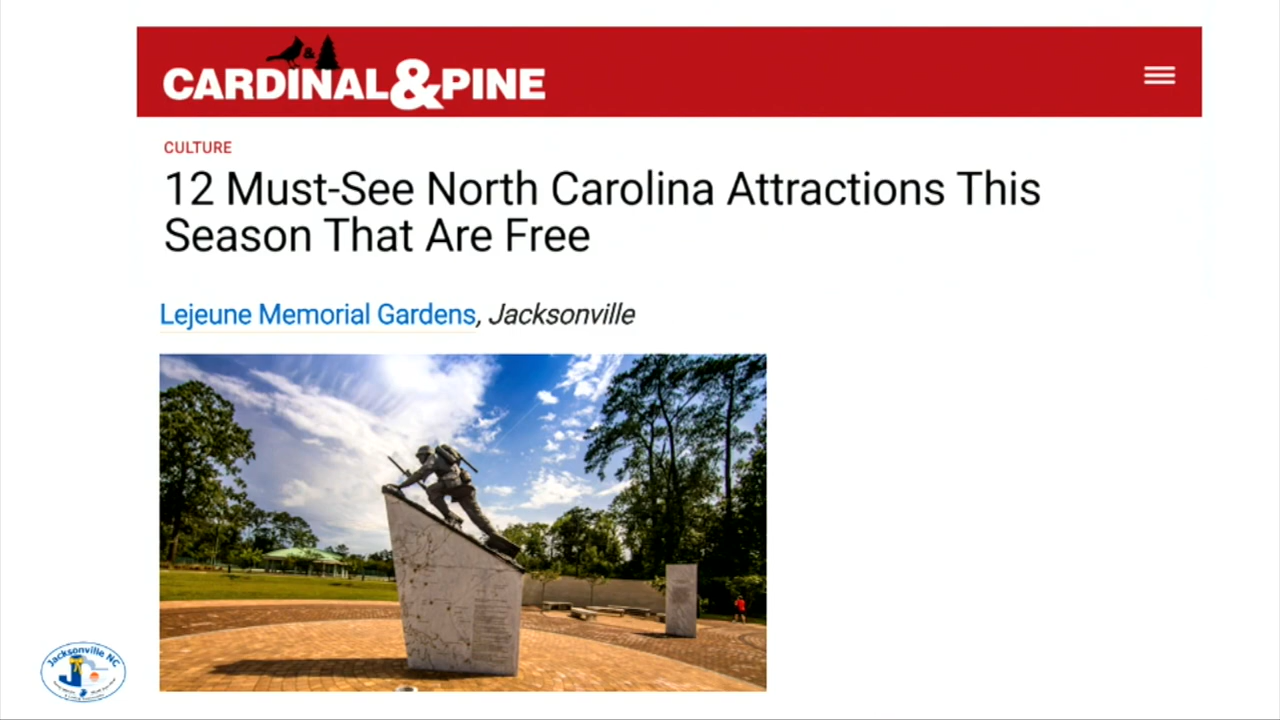 CARDINAL&PINE
CULTURE
12 Must-See North Carolina Attractions This
Season That Are Free
Lejeune Memorial Gardens, Jacksonville
Jacksonville NC